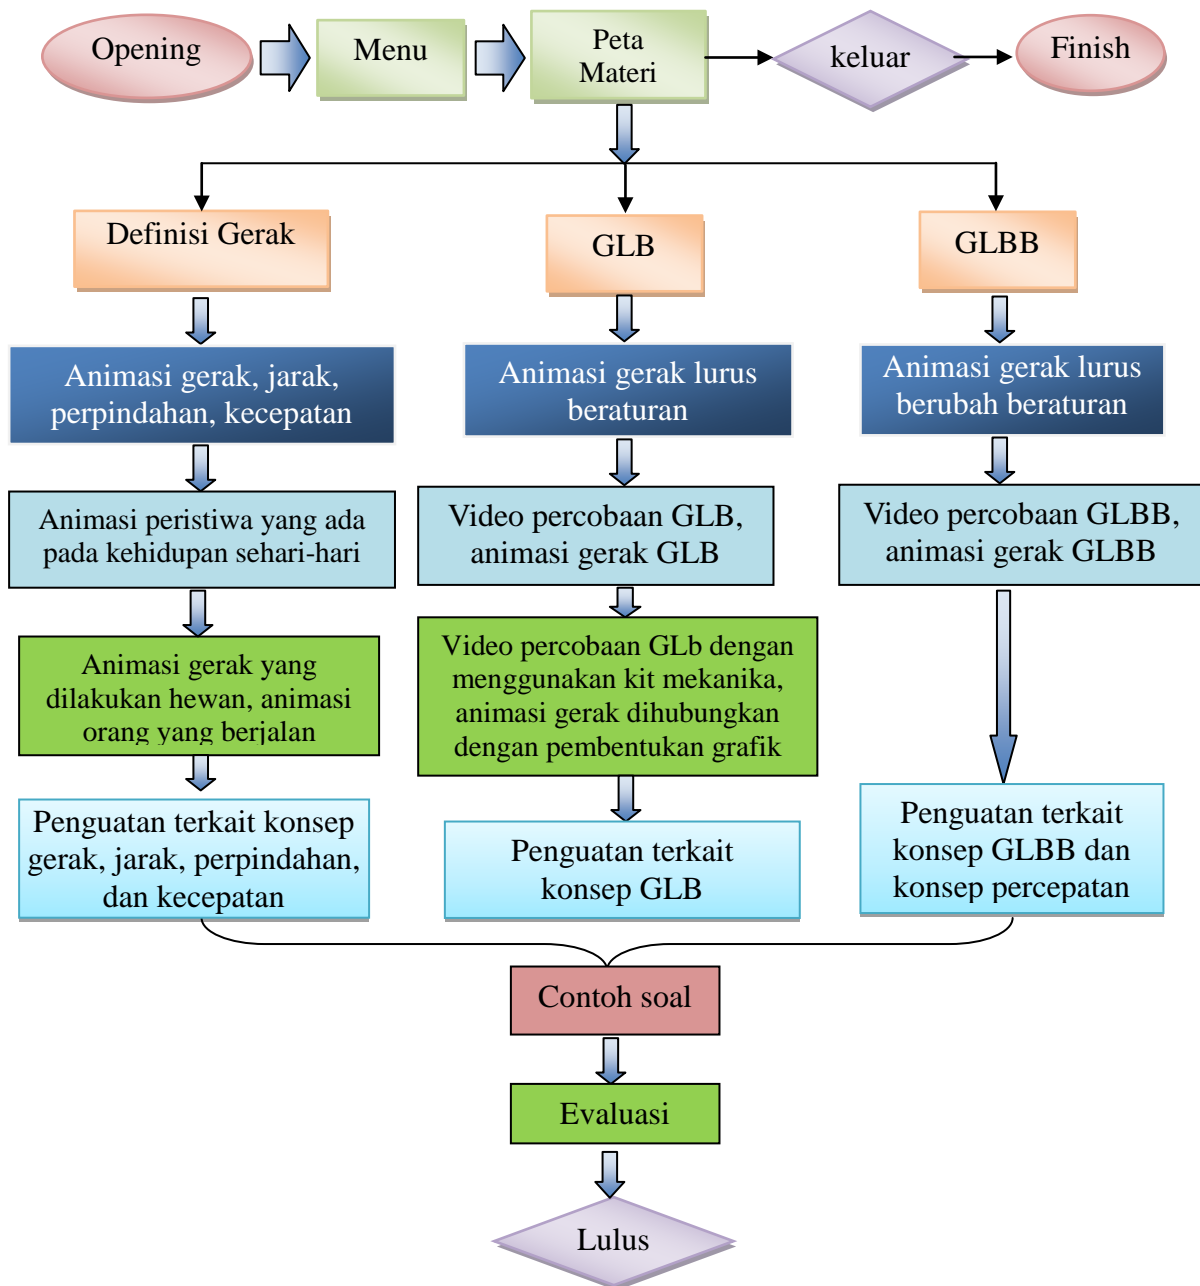 Opening
Menu
Peta
Materi
keluar
Finish
Definisi Gerak
GLB
GLBB
Animasi gerak, jarak,
perpindahan, kecepatan
Animasi gerak lurus
beraturan
Animasi gerak lurus
berubah beraturan
Animasi peristiwa yang ada
pada kehidupan sehari-hari
Video percobaan GLB,
animasi gerak GLB
Video percobaan GLBB,
animasi gerak GLBB
Animasi gerak yang
dilakukan hewan, animasi
orang yang berjalan
Video percobaan GLb dengan
menggunakan kit mekanika,
animasi gerak dihubungkan
dengan pembentukan grafik
Penguatan terkait konsep
gerak, jarak, perpindahan,
dan kecepatan
Penguatan terkait
konsep GLB
Penguatan terkait
konsep GLBB dan
konsep percepatan
Contoh soal
Evaluasi
Lulus